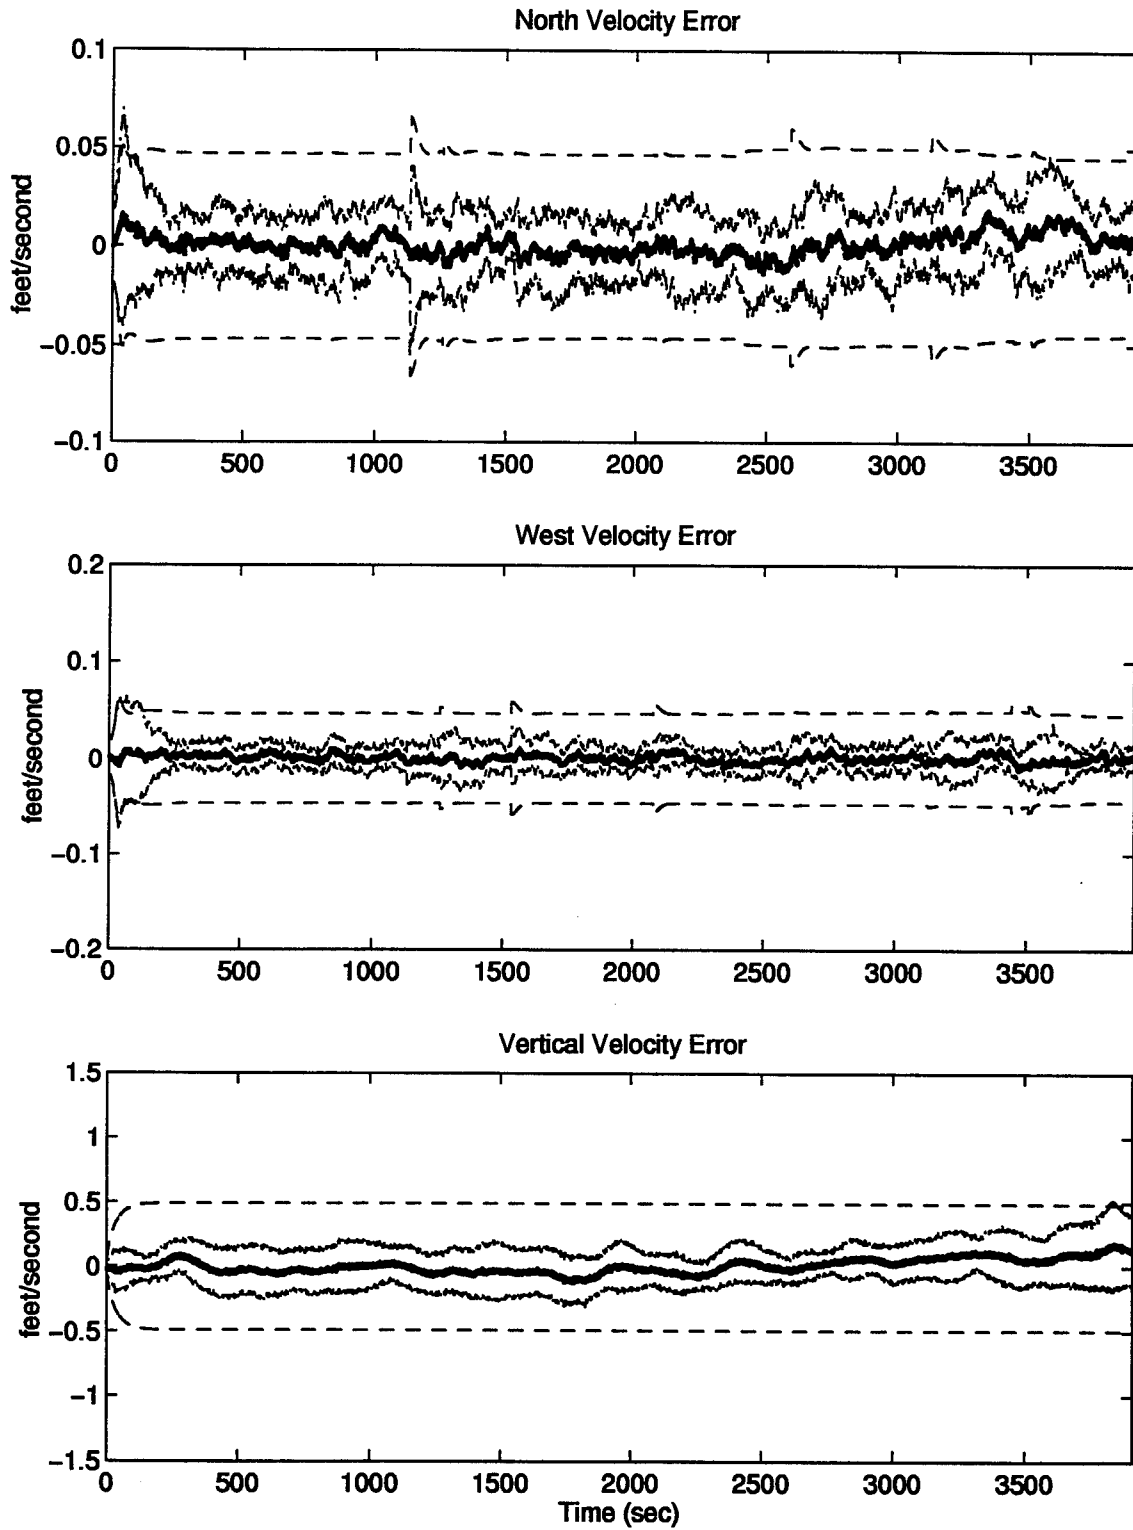 North Velocity Error
0.1
0.05
0
−0.05
−0.1
feet/second
0 500 1000 1500 2000 2500 3000 3500
West Velocity Error
0.2
0.1
0
−0.1
−0.2
feet/second
0 500 1000 1500 2000 2500 3000 3500
Vertical Velocity Error
1.5
1
0.5
0
−0.5
−1
−1.5
feet/second
0 500 1000 1500 2000 2500 3000 3500
Time (sec)